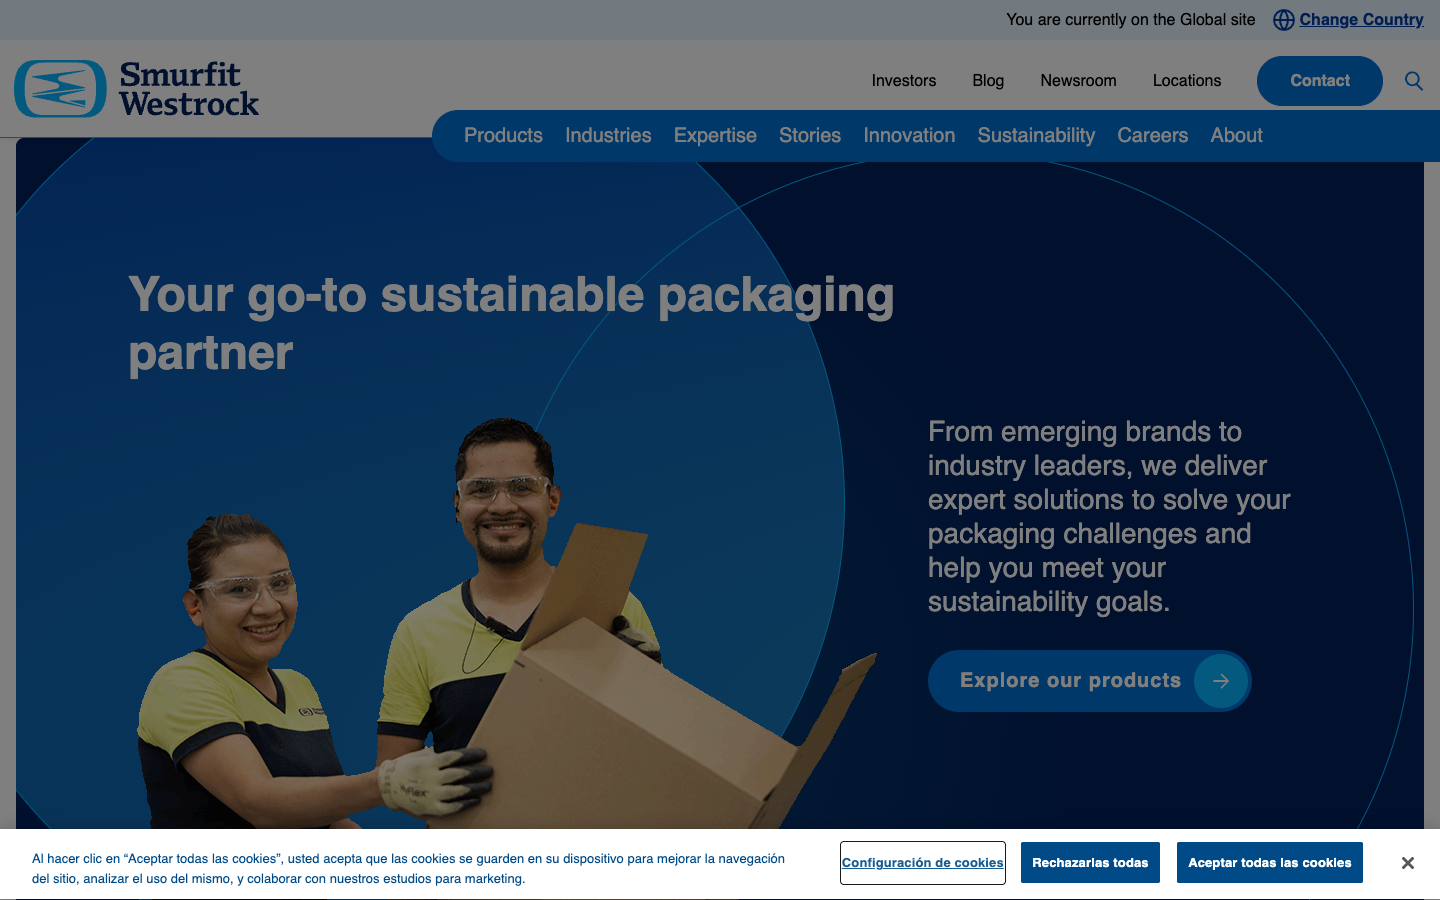 You are currently on the Global site
Change Country
Smurfit
Westrock
Investors
Blog
Newsroom
Locations
Contact
Products
Industries
Expertise
Stories
Innovation
Sustainability
Careers
About
Your go-to sustainable packaging
partner
From emerging brands to
industry leaders, we deliver
expert solutions to solve your
packaging challenges and
help you meet your
sustainability goals.
Explore our products
Al hacer clic en “Aceptar todas las cookies”, usted acepta que las cookies se guarden en su dispositivo para mejorar la navegación
del sitio, analizar el uso del mismo, y colaborar con nuestros estudios para marketing.
Configuración de cookies
Rechazarlas todas
Aceptar todas las cookies